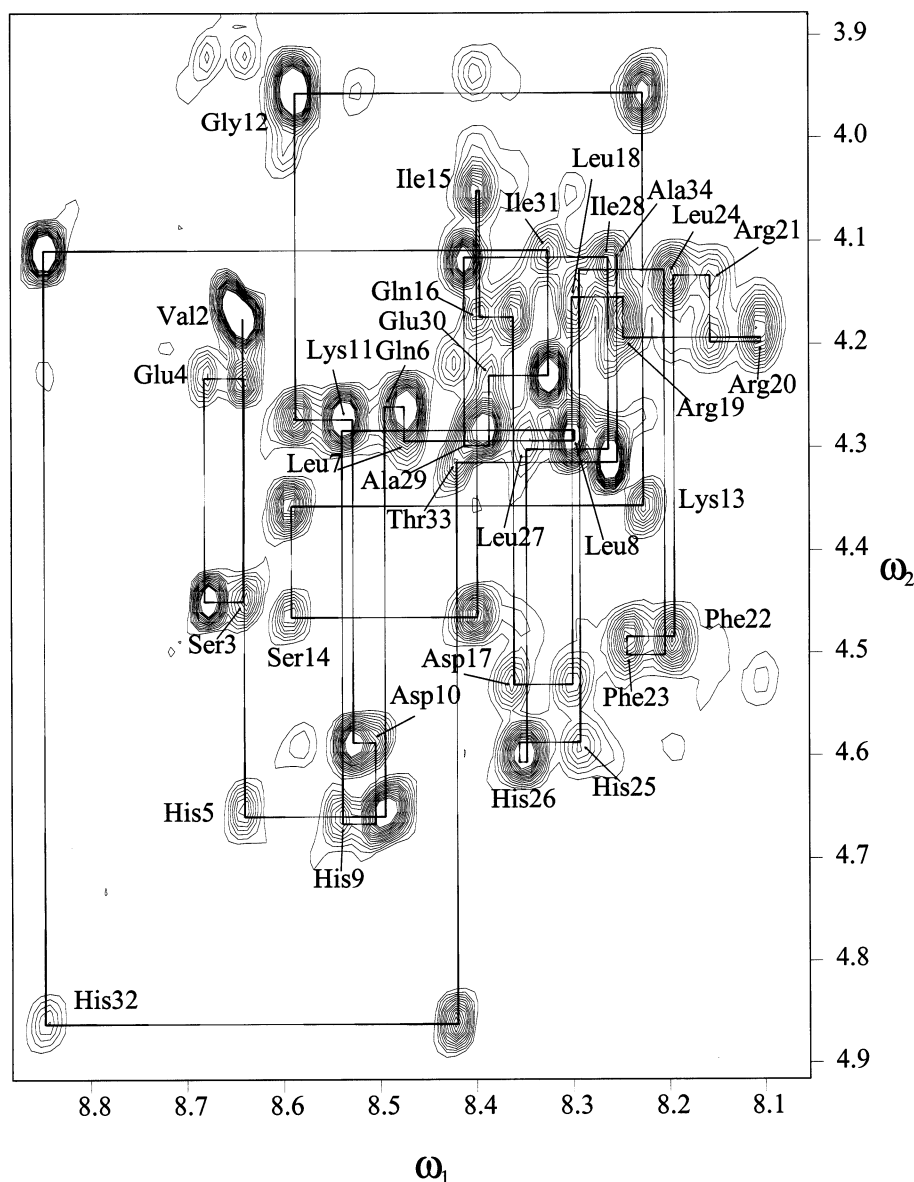 3.9
Gly12
4.0
Leu18
Ile15
Ile31
Ile28
Ala34
Leu24
Arg21
4.1
Gln16
Val2
Glu30
4.2
Lys11
Gln6
Glu4
Arg20
Arg19
4.3
Leu7
Ala29
Lys13
Thr33
Leu27
Leu8
4.4
ω2
4.5
Ser3
Ser14
Asp17
Phe22
Phe23
Asp10
4.6
His26
His25
His5
4.7
His9
4.8
His32
4.9
8.8
8.7
8.6
8.5
8.4
8.3
8.2
8.1
ω1